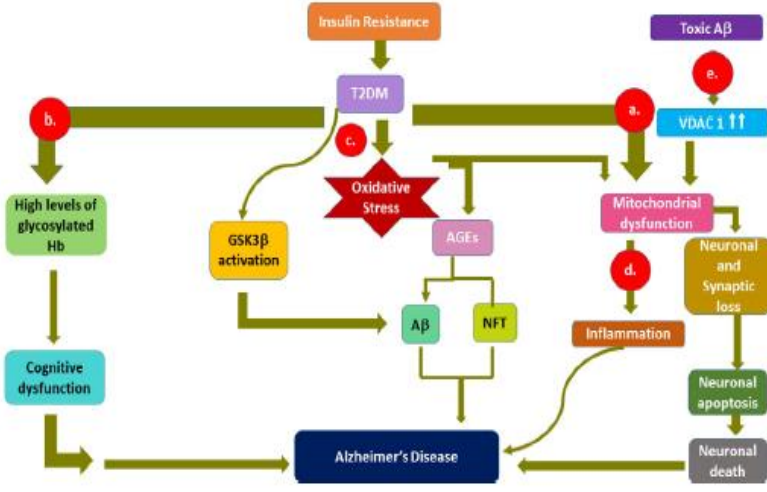 Insulin Resistance
Toxic Aβ
e.
T2DM
b.
a.
VDAC 1 ⇑⇑
c.
Oxidative
Stress
High levels of
glycosylated
Hb
Mitochondrial
dysfunction
GSK3β
activation
AGEs
Neuronal
and
Synaptic
loss
d.
Aβ
NFT
Inflammation
Cognitive
dysfunction
Neuronal
apoptosis
Alzheimer's Disease
Neuronal
death